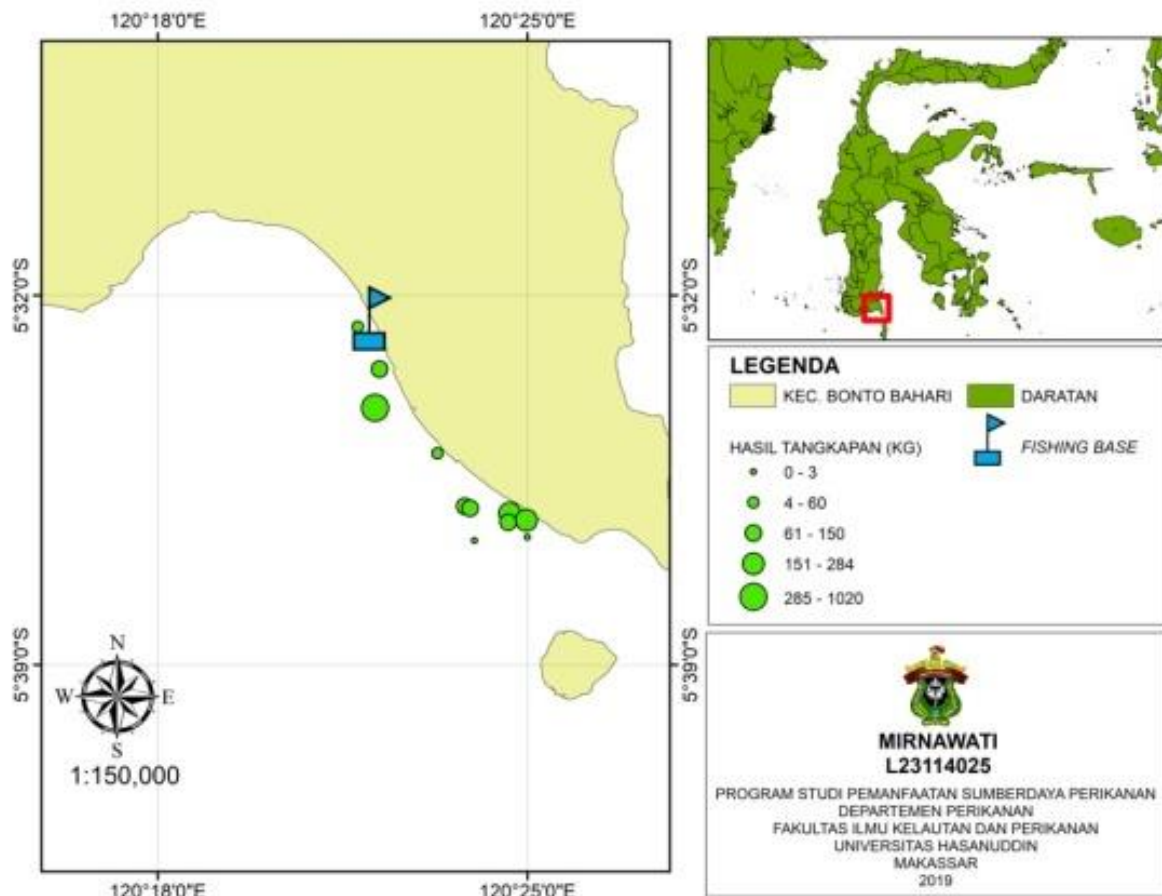 120°18'0"E
120°25'0"E
5°32'0"S
5°32'0"S
5°39'0"S
5°39'0"S
N
W
E
S
1:150,000
120°18'0"E
120°25'0"E
LEGENDA
KEC. BONTO BAHARI
DARATAN
HASIL TANGKAPAN (KG)
FISHING BASE
0 - 3
4 - 60
61 - 150
151 - 284
285 - 1020
MIRNAWATI
L23114025
PROGRAM STUDI PEMANFAATAN SUMBERDAYA PERIKANAN
DEPARTEMEN PERIKANAN
FAKULTAS ILMU KELAUTAN DAN PERIKANAN
UNIVERSITAS HASANUDDIN
MAKASSAR
2019